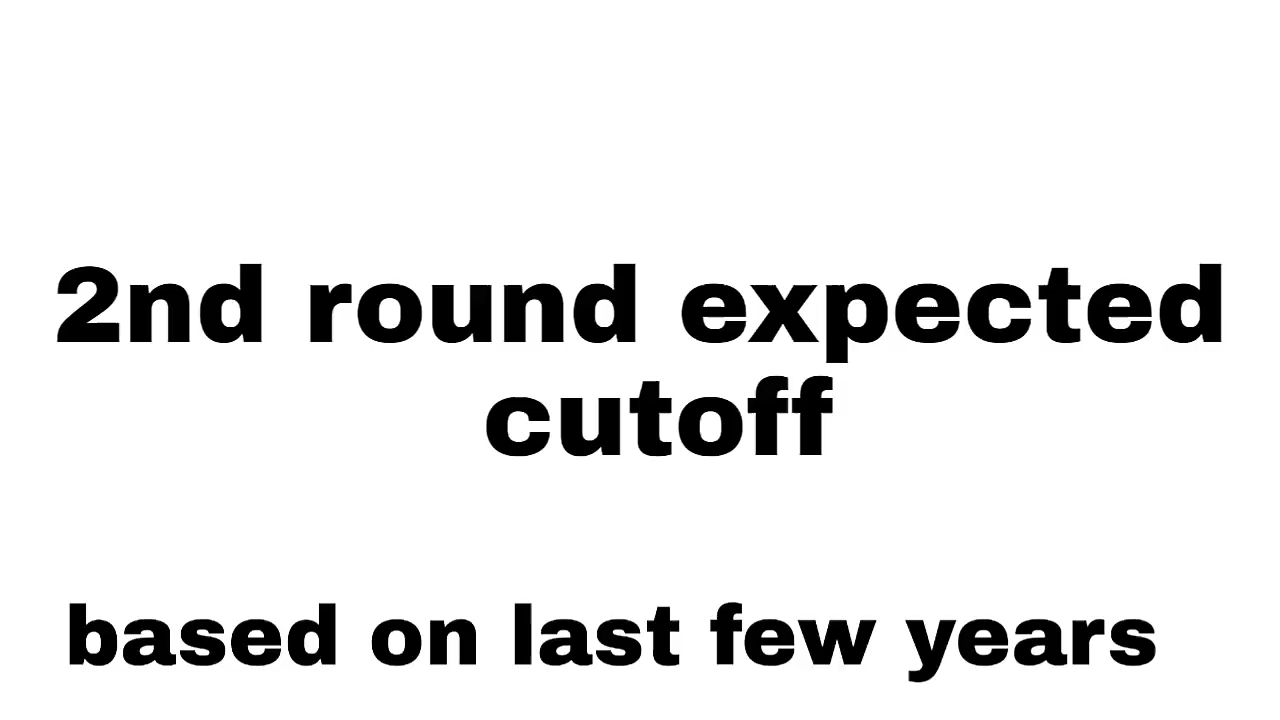 2nd round expected
cutoff
based on last few years